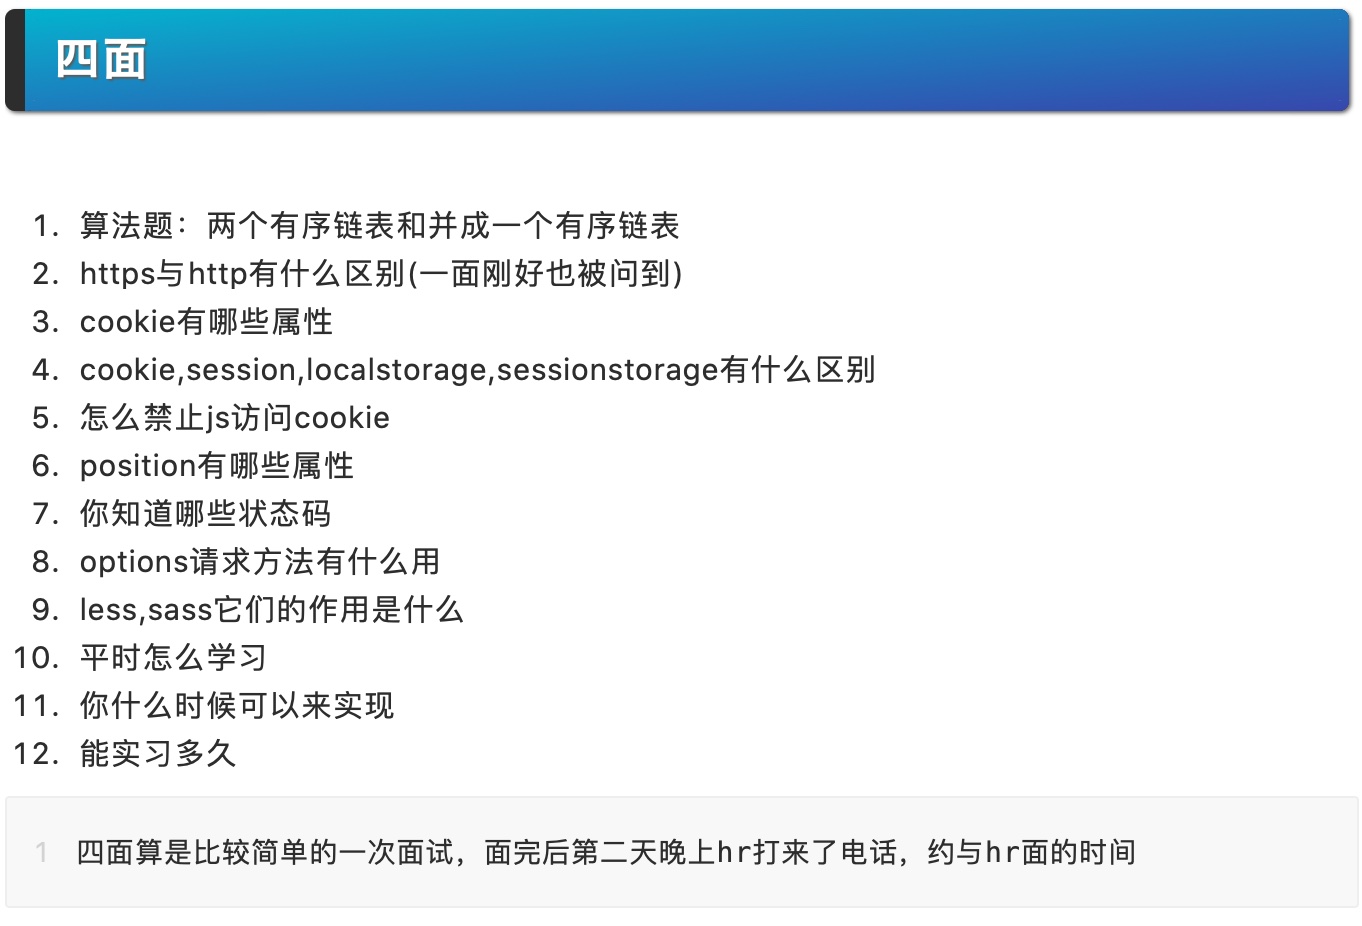 四面
1. 算法题：两个有序链表和并成一个有序链表
2. https与http有什么区别(一面刚好也被问到)
3. cookie有哪些属性
4. cookie,session,localstorage,sessionstorage有什么区别
5. 怎么禁止js访问cookie
6. position有哪些属性
7. 你知道哪些状态码
8. options请求方法有什么用
9. less,sass它们的作用是什么
10. 平时怎么学习
11. 你什么时候可以来实现
12. 能实习多久
1 四面算是比较简单的一次面试，面完后第二天晚上hr打来了电话，约与hr面的时间